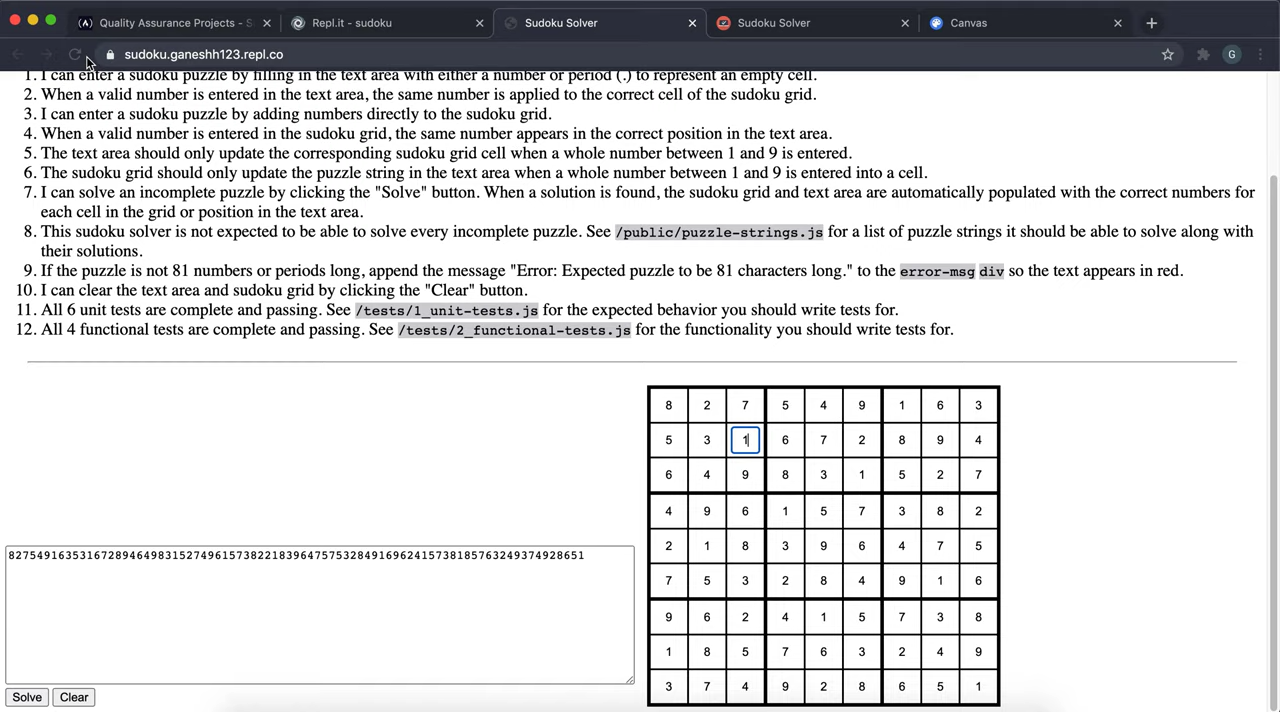 Quality Assurance Projects - S
Repl.it - sudoku
Sudoku Solver
Sudoku Solver
Canvas
sudoku.ganeshh123.repl.co
G
1. I can enter a sudoku puzzle by filling in the text area with either a number or period (.) to represent an empty cell.
2. When a valid number is entered in the text area, the same number is applied to the correct cell of the sudoku grid.
3. I can enter a sudoku puzzle by adding numbers directly to the sudoku grid.
4. When a valid number is entered in the sudoku grid, the same number appears in the correct position in the text area.
5. The text area should only update the corresponding sudoku grid cell when a whole number between 1 and 9 is entered.
6. The sudoku grid should only update the puzzle string in the text area when a whole number between 1 and 9 is entered into a cell.
7. I can solve an incomplete puzzle by clicking the "Solve" button. When a solution is found, the sudoku grid and text area are automatically populated with the correct numbers for
each cell in the grid or position in the text area.
8. This sudoku solver is not expected to be able to solve every incomplete puzzle. See /public/puzzle-strings.js for a list of puzzle strings it should be able to solve along with
their solutions.
9. If the puzzle is not 81 numbers or periods long, append the message "Error: Expected puzzle to be 81 characters long." to the error-msg div so the text appears in red.
10. I can clear the text area and sudoku grid by clicking the "Clear" button.
11. All 6 unit tests are complete and passing. See /tests/1_unit-tests.js for the expected behavior you should write tests for.
12. All 4 functional tests are complete and passing. See /tests/2_functional-tests.js for the functionality you should write tests for.
827549163531672894649831527496157382218396475753284916962415738185763249374928651
Solve Clear
8 2 7 5 4 9 1 6 3
5 3 1 6 7 2 8 9 4
6 4 9 8 3 1 5 2 7
4 9 6 1 5 7 3 8 2
2 1 8 3 9 6 4 7 5
7 5 3 2 8 4 9 1 6
9 6 2 4 1 5 7 3 8
1 8 5 7 6 3 2 4 9
3 7 4 9 2 8 6 5 1